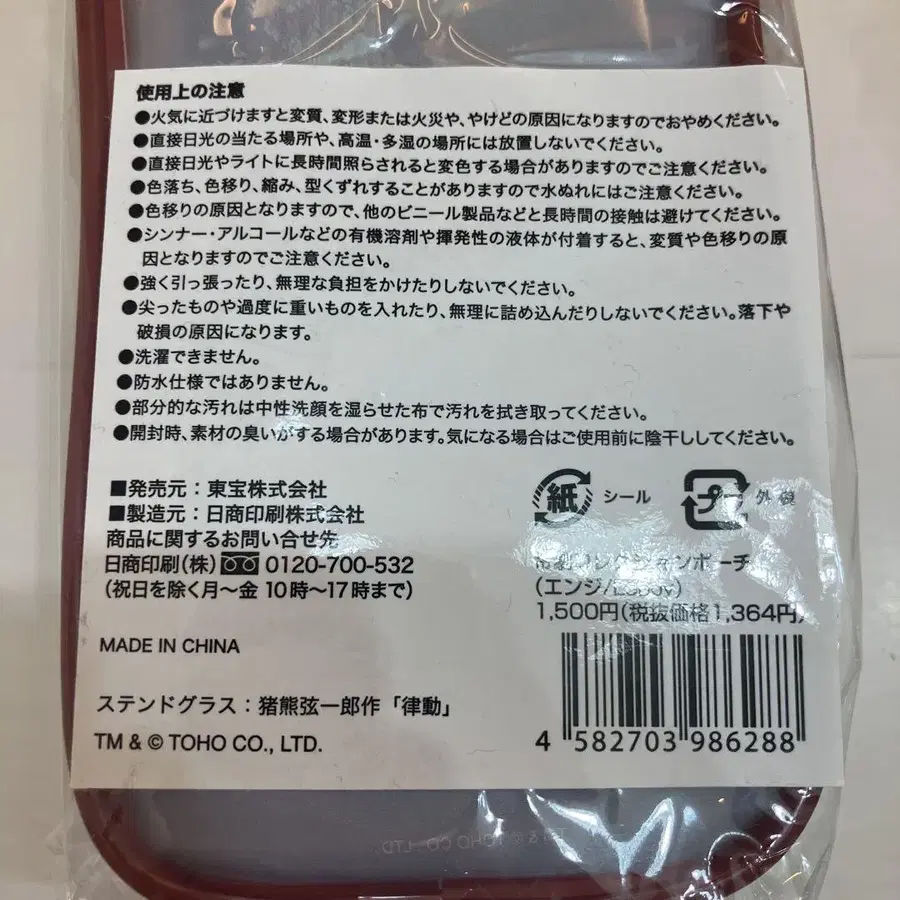 使用上の注意
●火気に近づけますと変質、変形または火災や、やけどの原因になりますのでおやめください。
●直接日光の当たる場所や、高温・多湿の場所には放置しないでください。
●直接日光やライトに長時間照らされると変色する場合がありますのでご注意ください。
●色落ち、色移り、縮み、型くずれすることがありますので水ぬれにはご注意ください。
●色移りの原因となりますので、他のビニール製品などと長時間の接触は避けてください。
●シンナー・アルコールなどの有機溶剤や揮発性の液体が付着すると、変質や色移りの原
因となりますのでご注意ください。
●強く引っ張ったり、無理な負担をかけたりしないでください。
●尖ったものや過度に重いものを入れたり、無理に詰め込んだりしないでください。落下や
破損の原因になります。
●洗濯できません。
●防水仕様ではありません。
●部分的な汚れは中性洗顔を湿らせた布で汚れを拭き取ってください。
●開封時、素材の臭いがする場合があります。気になる場合はご使用前に陰干ししてください。
■発売元：東宝株式会社
■製造元：日商印刷株式会社
商品に関するお問い合せ先
日商印刷(株) 0120-700-532
(祝日を除く月～金 10時～17時まで)
紙 シール
プラ 外装
ポーチ
(エンジ/
1,500円(税抜価格1,364円)
MADE IN CHINA
ステンドグラス：猪熊弦一郎作「律動」
TM & © TOHO CO., LTD.
4 582703 986288
TM & © TOHO CO., LTD